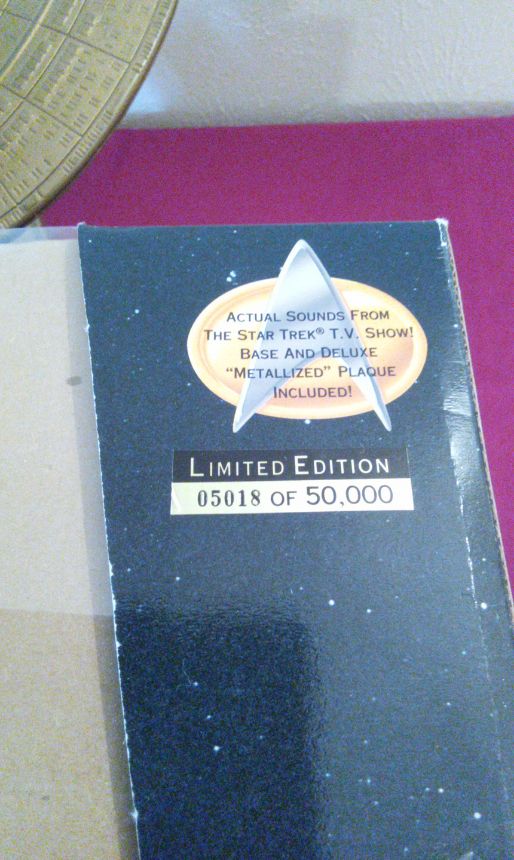 ACTUAL SOUNDS FROM
THE STAR TREK® T.V. SHOW!
BASE AND DELUXE
“METALLIZED” PLAQUE
INCLUDED!
LIMITED EDITION
05018 OF 50,000